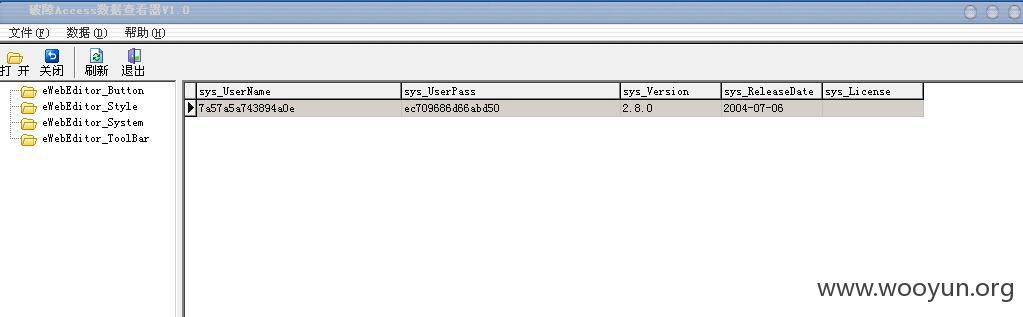 破障Access数据查看器V1.0
文件(F) 数据(D) 帮助(H)
打 开 关闭 刷新 退出
eWebEditor_Button
eWebEditor_Style
eWebEditor_System
eWebEditor_ToolBar
sys_UserName sys_UserPass sys_Version sys_ReleaseDate sys_License
7a57a5a743894a0e ec709686d66abd50 2.8.0 2004-07-06
www.wooyun.org